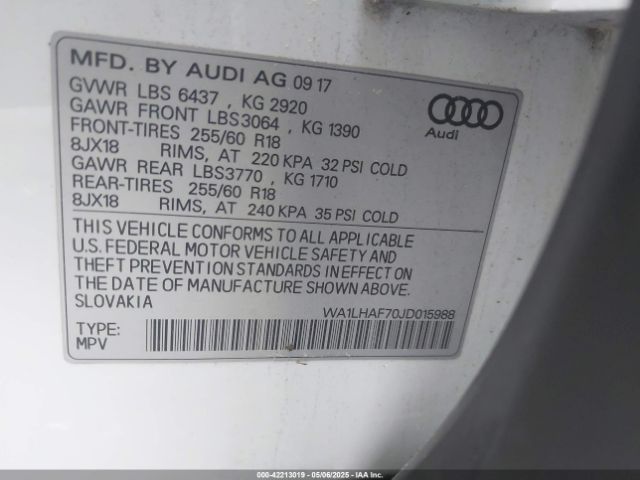 MFD. BY AUDI AG 09 17
GVWR LBS 6437 , KG 2920
GAWR FRONT LBS3064 , KG 1390
FRONT-TIRES 255/60 R18
8JX18 RIMS, AT 220 KPA 32 PSI COLD
GAWR REAR LBS3770 , KG 1710
REAR-TIRES 255/60 R18
8JX18 RIMS, AT 240 KPA 35 PSI COLD
Audi
THIS VEHICLE CONFORMS TO ALL APPLICABLE
U.S. FEDERAL MOTOR VEHICLE SAFETY AND
THEFT PREVENTION STANDARDS IN EFFECT ON
THE DATE OF MANUFACTURE SHOWN ABOVE.
SLOVAKIA
WA1LHAF70JD015988
TYPE:
MPV
000-42213019 - 05/06/2025 - IAAI.com